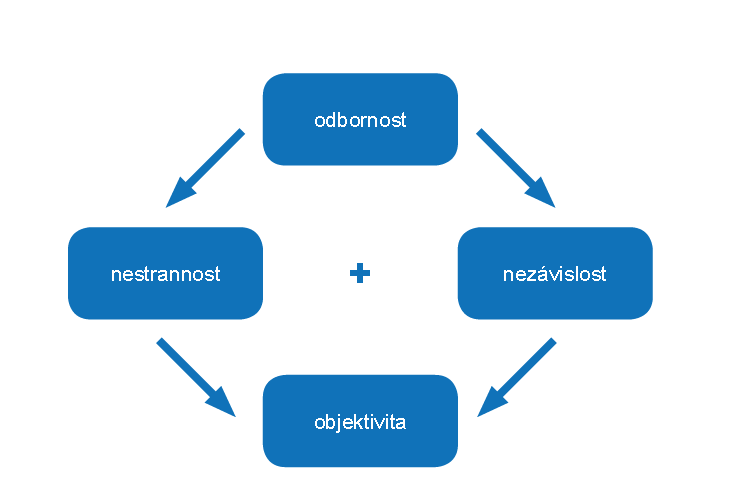 odbornost
nestrannost
+
nezávislost
objektivita